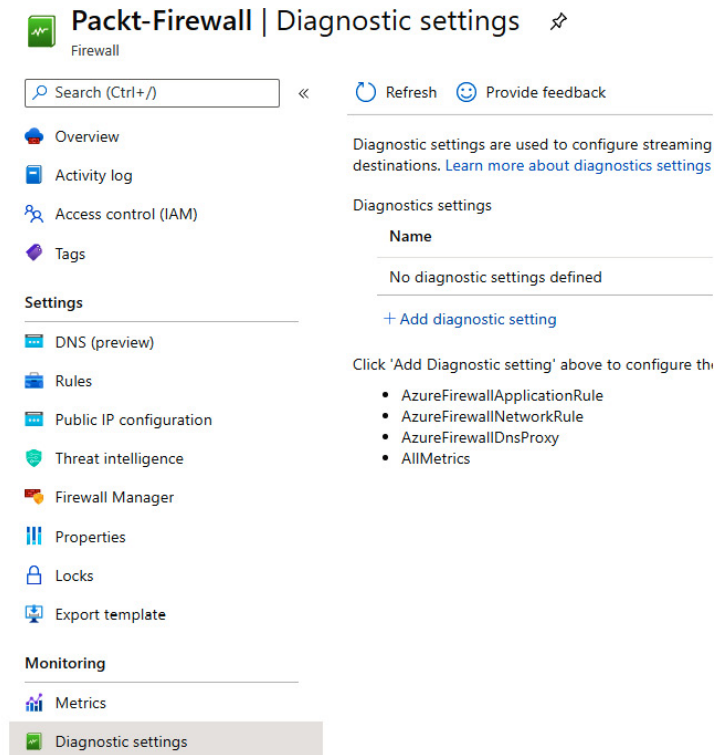 Packt-Firewall | Diagnostic settings
Firewall
Search (Ctrl+/)
«
Overview
Activity log
Access control (IAM)
Tags
Settings
DNS (preview)
Rules
Public IP configuration
Threat intelligence
Firewall Manager
Properties
Locks
Export template
Monitoring
Metrics
Diagnostic settings
Refresh
Provide feedback
Diagnostic settings are used to configure streaming
destinations. Learn more about diagnostics settings
Diagnostics settings
Name
No diagnostic settings defined
+ Add diagnostic setting
Click 'Add Diagnostic setting' above to configure the
• AzureFirewallApplicationRule
• AzureFirewallNetworkRule
• AzureFirewallDnsProxy
• AllMetrics